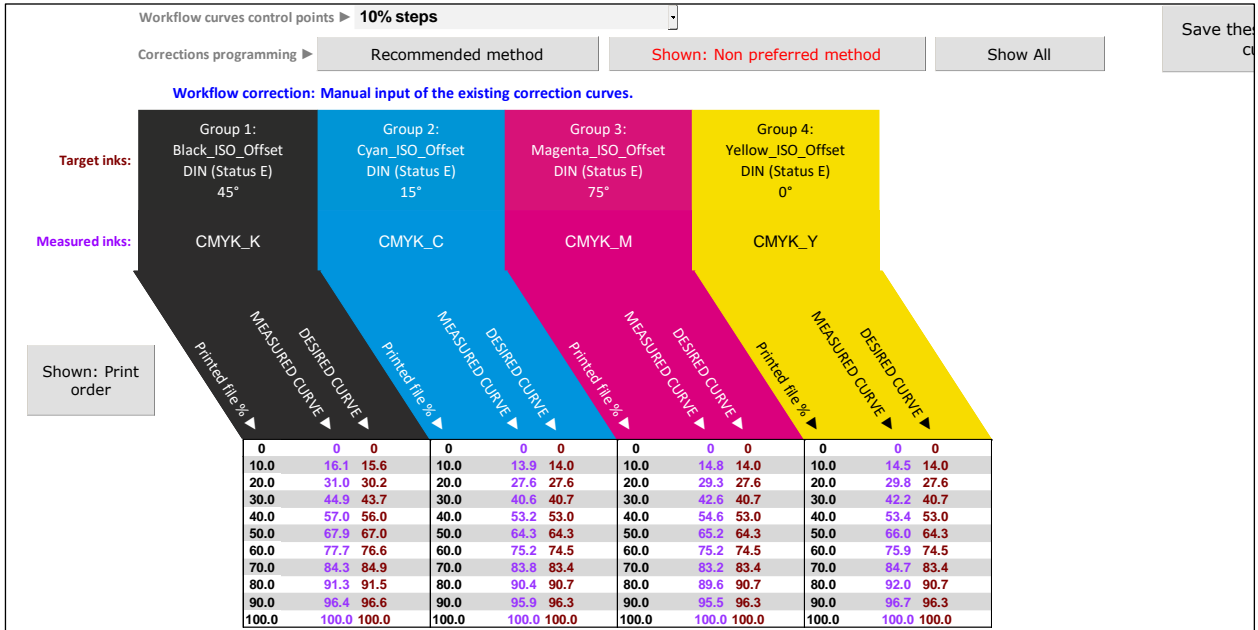 Workflow curves control points ► 10% steps
Save thes
cu
Corrections programming ► Recommended method Shown: Non preferred method Show All
Workflow correction: Manual input of the existing correction curves.
Target inks:
Group 1:
Black_ISO_Offset
DIN (Status E)
45°
Group 2:
Cyan_ISO_Offset
DIN (Status E)
15°
Group 3:
Magenta_ISO_Offset
DIN (Status E)
75°
Group 4:
Yellow_ISO_Offset
DIN (Status E)
0°
Measured inks: CMYK_K CMYK_C CMYK_M CMYK_Y
Shown: Print
order
Printed file % ▼ MEASURED CURVE ▼ DESIRED CURVE ▼ Printed file % ▼ MEASURED CURVE ▼ DESIRED CURVE ▼ Printed file % ▼ MEASURED CURVE ▼ DESIRED CURVE ▼ Printed file % ▼ MEASURED CURVE ▼ DESIRED CURVE ▼
0 0 0 0 0 0 0 0 0 0 0 0
10.0 16.1 15.6 10.0 13.9 14.0 10.0 14.8 14.0 10.0 14.5 14.0
20.0 31.0 30.2 20.0 27.6 27.6 20.0 29.3 27.6 20.0 29.8 27.6
30.0 44.9 43.7 30.0 40.6 40.7 30.0 42.6 40.7 30.0 42.2 40.7
40.0 57.0 56.0 40.0 53.2 53.0 40.0 54.6 53.0 40.0 53.4 53.0
50.0 67.9 67.0 50.0 64.3 64.3 50.0 65.2 64.3 50.0 66.0 64.3
60.0 77.7 76.6 60.0 75.2 74.5 60.0 75.2 74.5 60.0 75.9 74.5
70.0 84.3 84.9 70.0 83.8 83.4 70.0 83.2 83.4 70.0 84.7 83.4
80.0 91.3 91.5 80.0 90.4 90.7 80.0 89.6 90.7 80.0 92.0 90.7
90.0 96.4 96.6 90.0 95.9 96.3 90.0 95.5 96.3 90.0 96.7 96.3
100.0 100.0 100.0 100.0 100.0 100.0 100.0 100.0 100.0 100.0 100.0 100.0